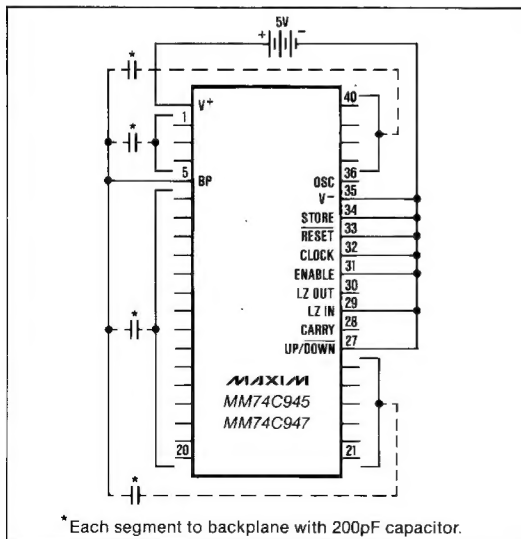 5V
+ −
*
V+
40
1
*
5
BP
36
OSC
35
V−
34
STORE
33
RESET
32
CLOCK
31
ENABLE
30
LZ OUT
29
LZ IN
28
CARRY
27
UP/DOWN
*
MAXIM
MM74C945
MM74C947
20
21
*
*Each segment to backplane with 200pF capacitor.